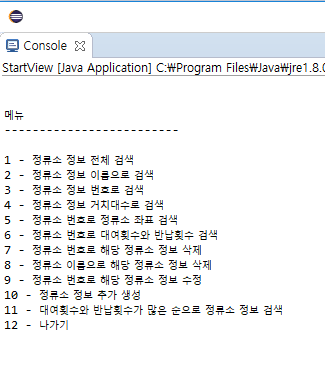 Console
StartView [Java Application] C:\Program Files\Java\jre1.8.0
메뉴
-------------------------
1 - 정류소 정보 전체 검색
2 - 정류소 정보 이름으로 검색
3 - 정류소 정보 번호로 검색
4 - 정류소 정보 거치대수로 검색
5 - 정류소 번호로 정류소 좌표 검색
6 - 정류소 번호로 대여횟수와 반납횟수 검색
7 - 정류소 번호로 해당 정류소 정보 삭제
8 - 정류소 이름으로 해당 정류소 정보 삭제
9 - 정류소 번호로 해당 정류소 정보 수정
10 - 정류소 정보 추가 생성
11 - 대여횟수와 반납횟수가 많은 순으로 정류소 정보 검색
12 - 나가기